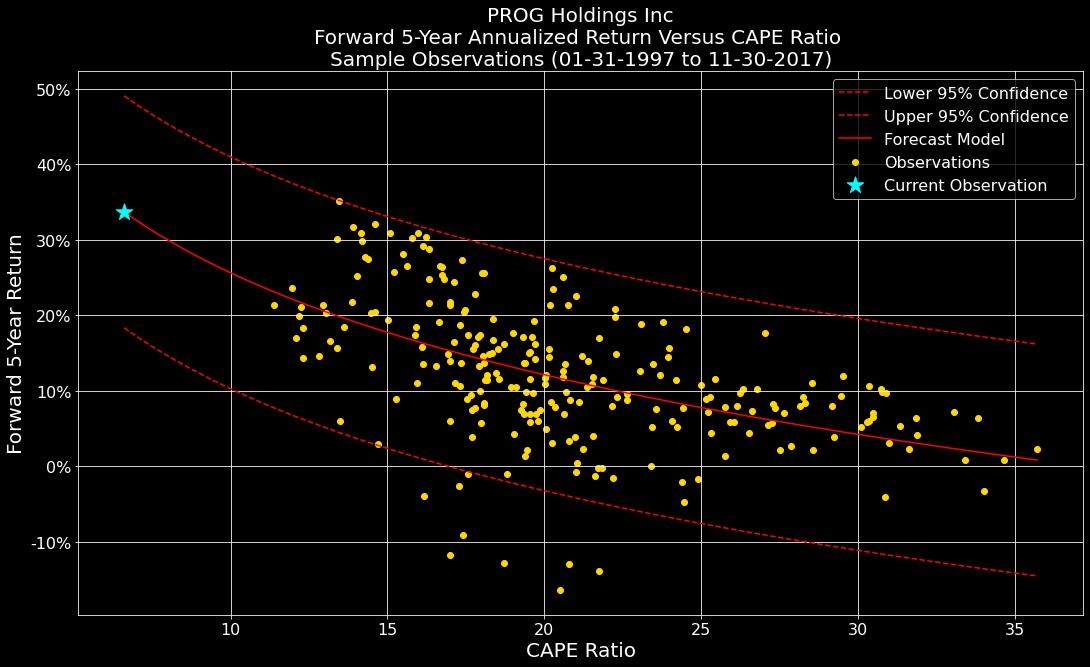 PROG Holdings Inc
Forward 5-Year Annualized Return Versus CAPE Ratio
Sample Observations (01-31-1997 to 11-30-2017)
Lower 95% Confidence
Upper 95% Confidence
Forecast Model
Observations
Current Observation
Forward 5-Year Return
50%
40%
30%
20%
10%
0%
-10%
10 15 20 25 30 35
CAPE Ratio